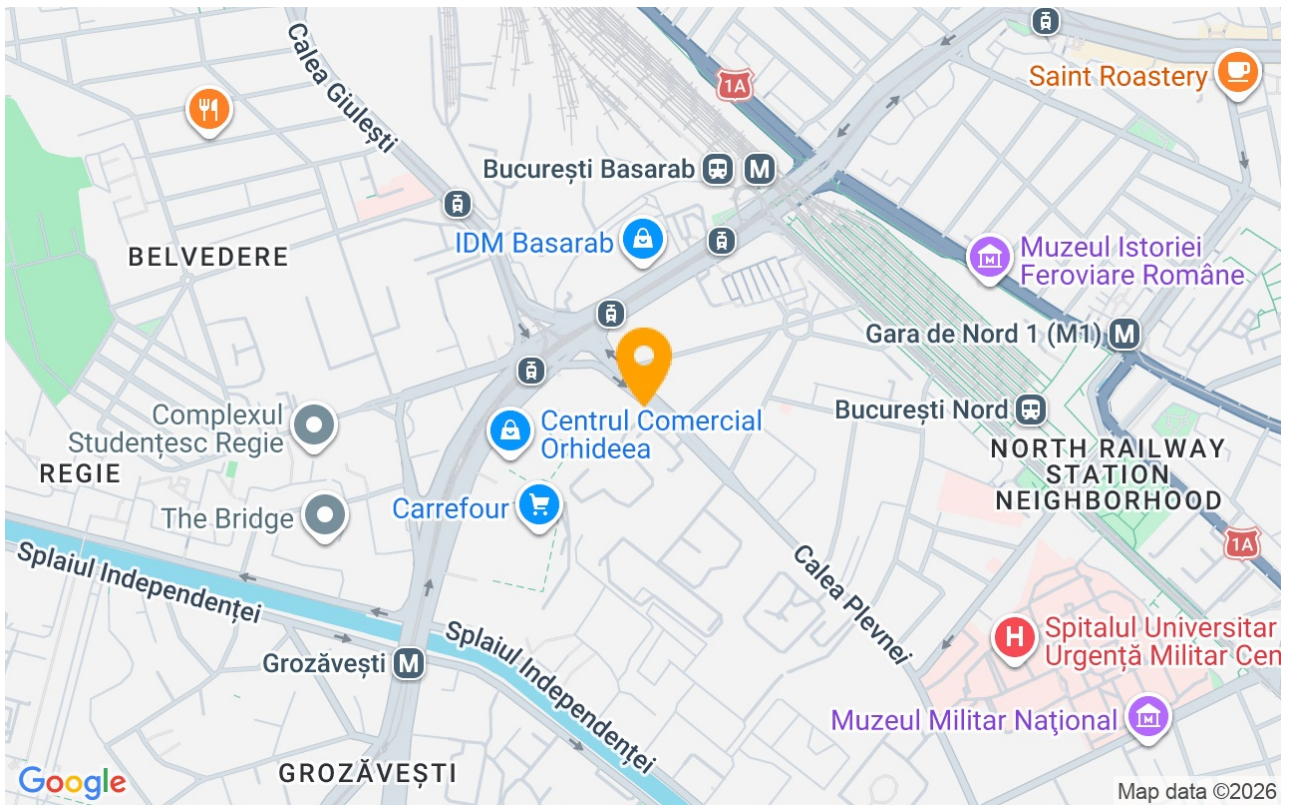 Calea Giulești
1A
Saint Roastery
București Basarab
M
IDM Basarab
BELVEDERE
Muzeul Istoriei
Feroviare Române
Gara de Nord 1 (M1)
M
București Nord
Complexul
Studențesc Regie
Centrul Comercial
Orhideea
REGIE
NORTH RAILWAY
STATION
NEIGHBORHOOD
Carrefour
The Bridge
1A
Splaiul Independenței
Calea Plevnei
Splaiul Independenței
H
Spitalul Universitar
Urgență Militar Cen
Grozăvești
M
Muzeul Militar Naţional
GROZĂVEȘTI
Google
Map data ©2026